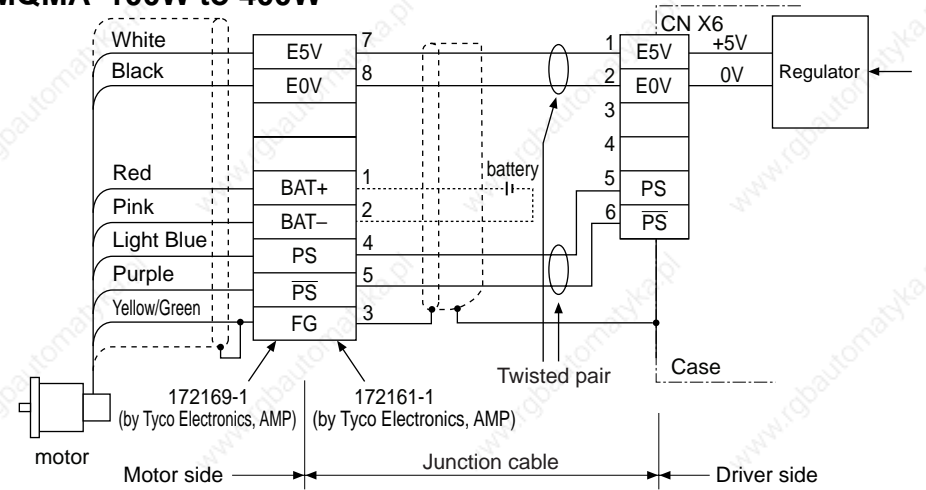 MQMA 100W to 400W
CN X6
White
E5V
7
1
E5V
+5V
Black
E0V
8
2
E0V
0V
Regulator
3
4
Red
BAT+
1
battery
5
PS
Pink
BAT–
2
6
P̅S̅
Light Blue
PS
4
Purple
P̅S̅
5
Yellow/Green
FG
3
Twisted pair
Case
172169-1
(by Tyco Electronics, AMP)
172161-1
(by Tyco Electronics, AMP)
motor
Motor side
Junction cable
Driver side
www.rgbautomatyka.pl